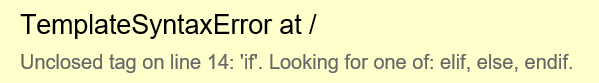 TemplateSyntaxError at /
Unclosed tag on line 14: 'if'. Looking for one of: elif, else, endif.